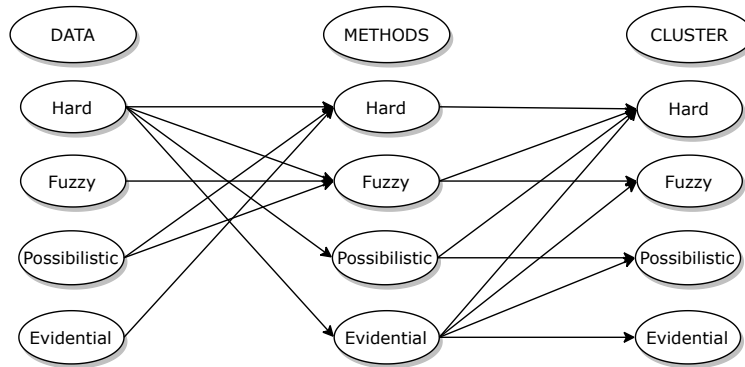 DATA METHODS CLUSTER
Hard Hard Hard
Fuzzy Fuzzy Fuzzy
Possibilistic Possibilistic Possibilistic
Evidential Evidential Evidential